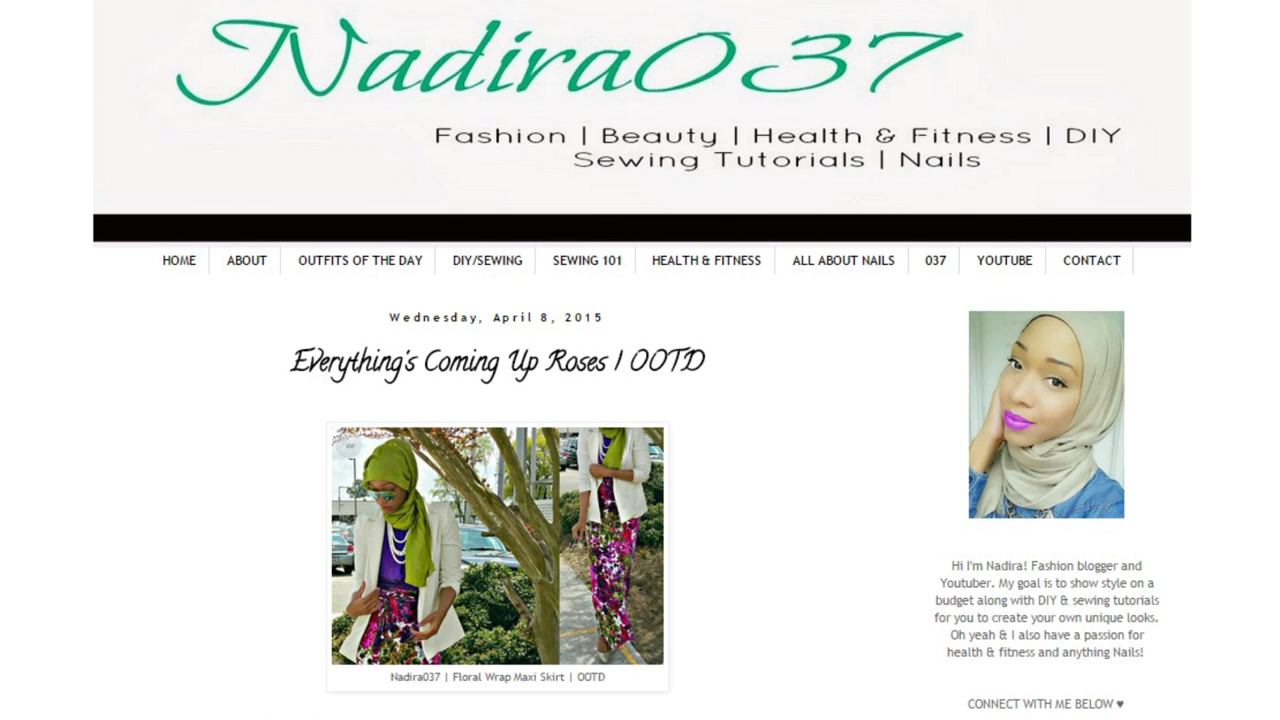 Nadira037
Fashion | Beauty | Health & Fitness | DIY
Sewing Tutorials | Nails
HOME
ABOUT
OUTFITS OF THE DAY
DIY/SEWING
SEWING 101
HEALTH & FITNESS
ALL ABOUT NAILS
037
YOUTUBE
CONTACT
Wednesday, April 8, 2015
Everything's Coming Up Roses | OOTD
037
Nadira037 | Floral Wrap Maxi Skirt | OOTD
Hi I'm Nadira! Fashion blogger and
Youtuber. My goal is to show style on a
budget along with DIY & sewing tutorials
for you to create your own unique looks.
Oh yeah & I also have a passion for
health & fitness and anything Nails!
CONNECT WITH ME BELOW ♥